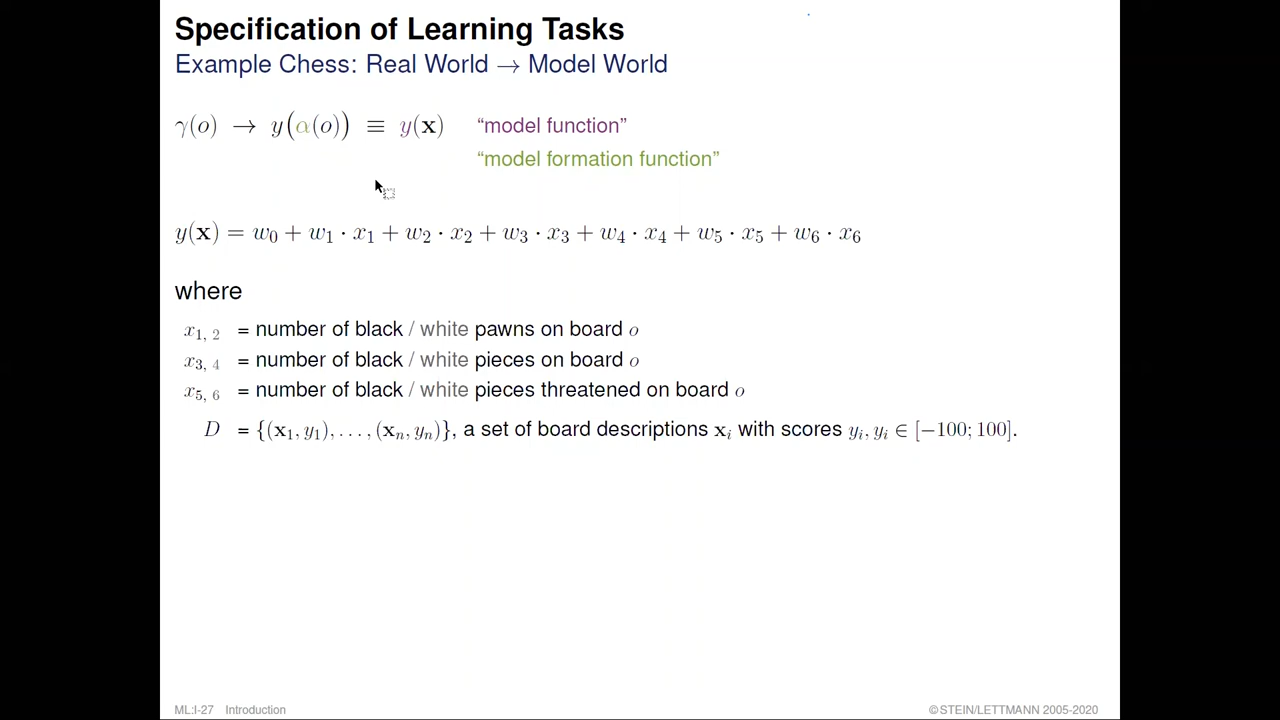 Specification of Learning Tasks
Example Chess: Real World → Model World
γ(o) → y(α(o)) ≡ y(x) “model function”
“model formation function”
y(x) = w₀ + w₁ · x₁ + w₂ · x₂ + w₃ · x₃ + w₄ · x₄ + w₅ · x₅ + w₆ · x₆
where
x₁, ₂ = number of black / white pawns on board o
x₃, ₄ = number of black / white pieces on board o
x₅, ₆ = number of black / white pieces threatened on board o
D = {(x₁, y₁), . . . , (xₙ, yₙ)}, a set of board descriptions xᵢ with scores yᵢ, yᵢ ∈ [−100; 100].
ML:I-27 Introduction
©STEIN/LETTMANN 2005-2020